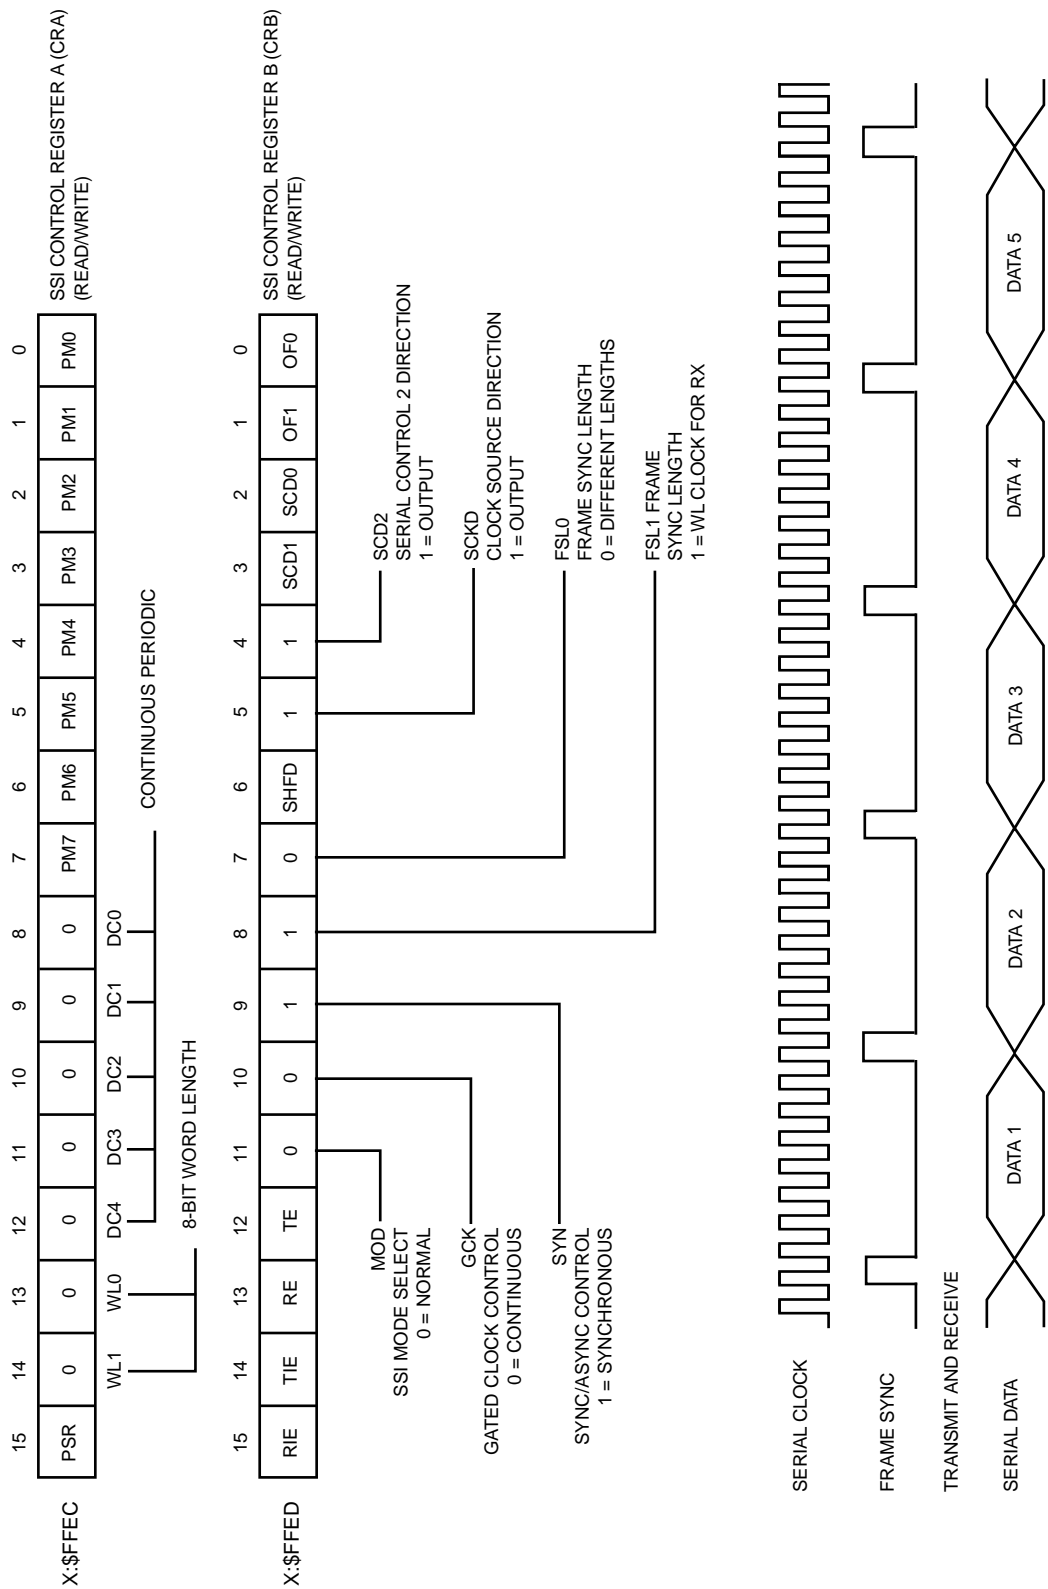 15 14 13 12 11 10 9 8 7 6 5 4 3 2 1 0
X:$FFEC PSR 0 0 0 0 0 0 0 PM7 PM6 PM5 PM4 PM3 PM2 PM1 PM0
SSI CONTROL REGISTER A (CRA)
(READ/WRITE)
WL1 WL0 DC4 DC3 DC2 DC1 DC0
CONTINUOUS PERIODIC
8-BIT WORD LENGTH
15 14 13 12 11 10 9 8 7 6 5 4 3 2 1 0
X:$FFED RIE TIE RE TE 0 0 1 1 0 SHFD 1 1 SCD1 SCD0 OF1 OF0
SSI CONTROL REGISTER B (CRB)
(READ/WRITE)
MOD
SSI MODE SELECT
0 = NORMAL
SCD2
SERIAL CONTROL 2 DIRECTION
1 = OUTPUT
GCK
GATED CLOCK CONTROL
0 = CONTINUOUS
SCKD
CLOCK SOURCE DIRECTION
1 = OUTPUT
SYN
SYNC/ASYNC CONTROL
1 = SYNCHRONOUS
FSL0
FRAME SYNC LENGTH
0 = DIFFERENT LENGTHS
FSL1 FRAME
SYNC LENGTH
1 = WL CLOCK FOR RX
SERIAL CLOCK
FRAME SYNC
TRANSMIT AND RECEIVE
SERIAL DATA
DATA 1 DATA 2 DATA 3 DATA 4 DATA 5